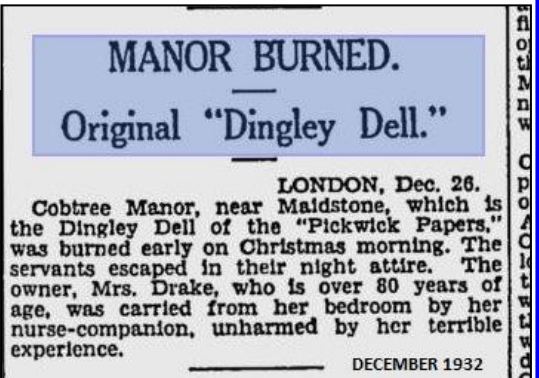 MANOR BURNED.
Original "Dingley Dell."
LONDON, Dec. 26.
Cobtree Manor, near Maidstone, which is
the Dingley Dell of the "Pickwick Papers,"
was burned early on Christmas morning. The
servants escaped in their night attire. The
owner, Mrs. Drake, who is over 80 years of
age, was carried from her bedroom by her
nurse-companion, unharmed by her terrible
experience.
DECEMBER 1932